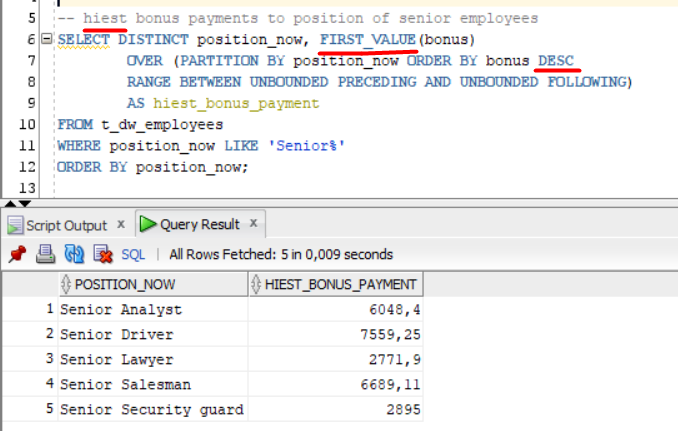 5 -- hiest bonus payments to position of senior employees
6 SELECT DISTINCT position_now, FIRST_VALUE(bonus)
7 OVER (PARTITION BY position_now ORDER BY bonus DESC
8 RANGE BETWEEN UNBOUNDED PRECEDING AND UNBOUNDED FOLLOWING)
9 AS hiest_bonus_payment
10 FROM t_dw_employees
11 WHERE position_now LIKE 'Senior%'
12 ORDER BY position_now;
13
Script Output x Query Result x
SQL | All Rows Fetched: 5 in 0,009 seconds
POSITION_NOW HIEST_BONUS_PAYMENT
1 Senior Analyst 6048,4
2 Senior Driver 7559,25
3 Senior Lawyer 2771,9
4 Senior Salesman 6689,11
5 Senior Security guard 2895